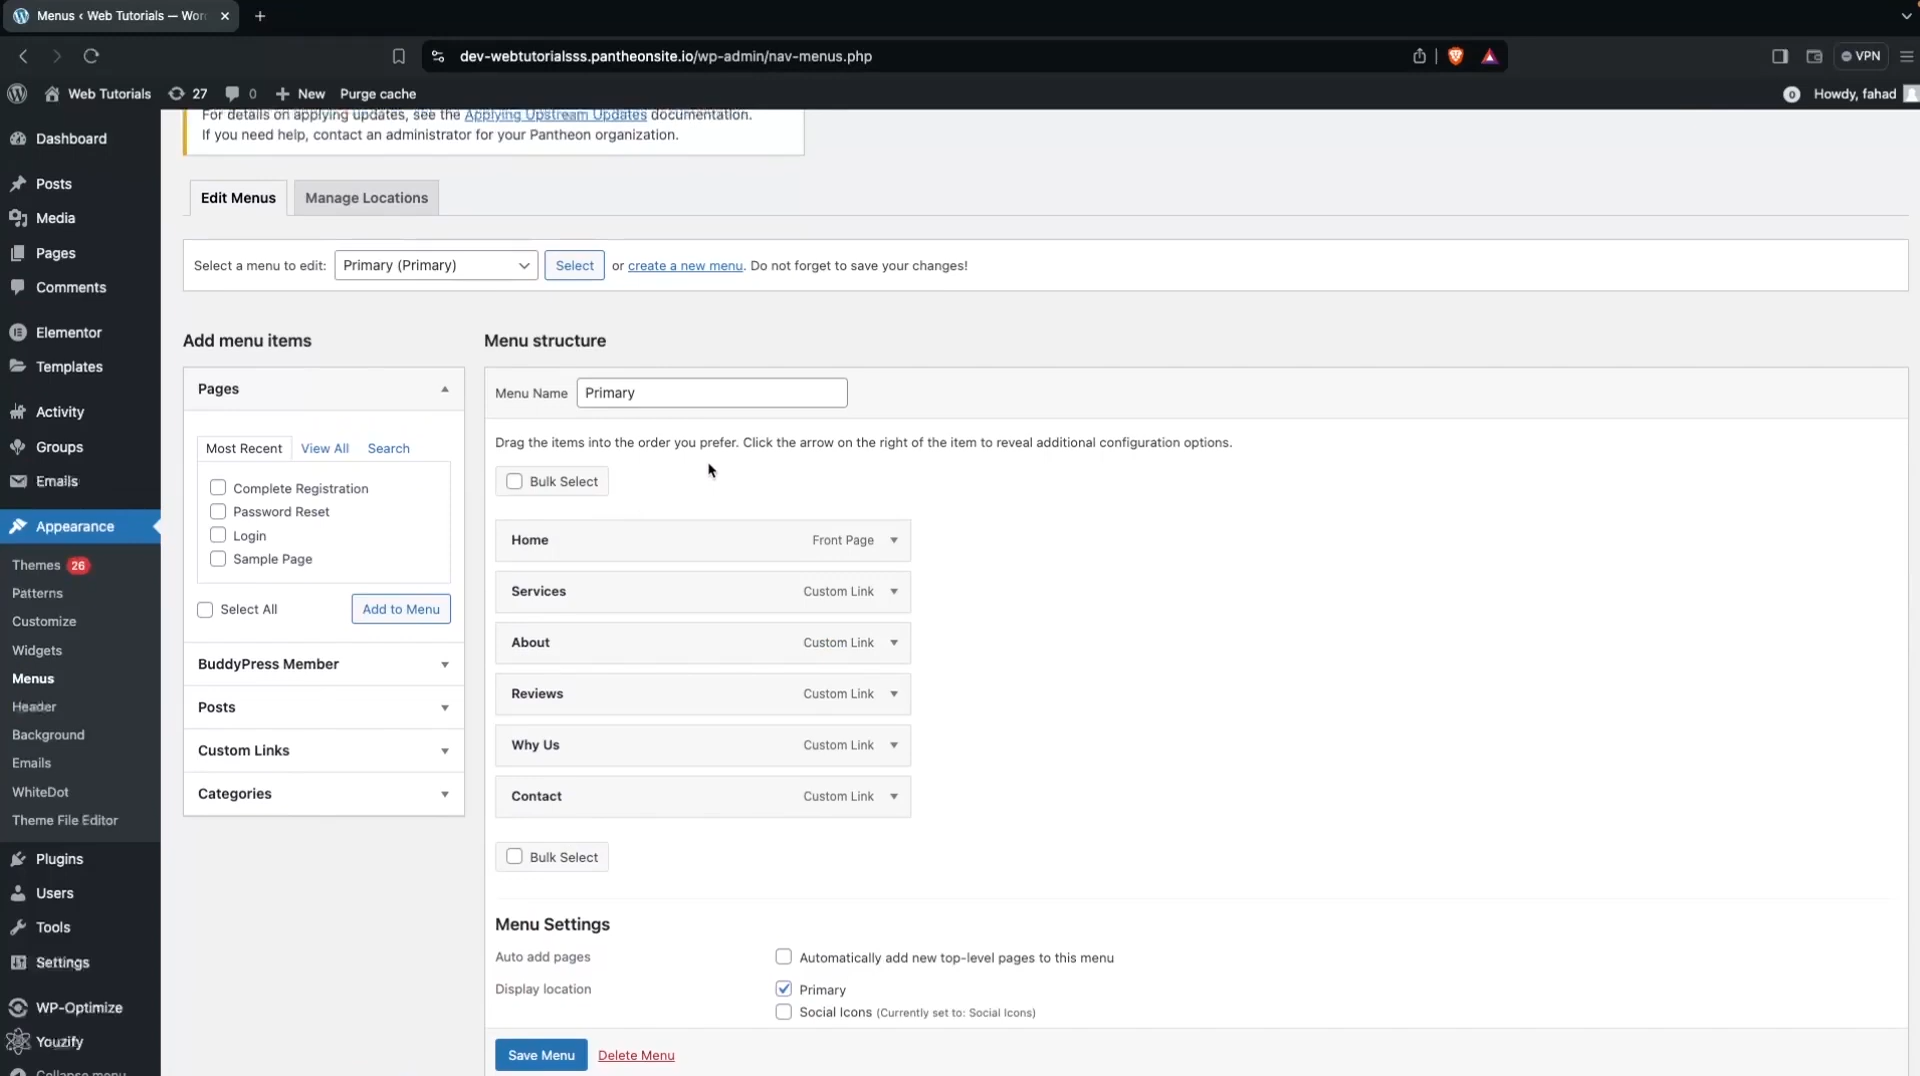 Menus ‹ Web Tutorials — Wor
dev-webtutorialsss.pantheonsite.io/wp-admin/nav-menus.php
VPN
Web Tutorials
27
0
New
Purge cache
0
Howdy, fahad
Dashboard
Posts
Media
Pages
Comments
Elementor
Templates
Activity
Groups
Emails
Appearance
Themes 26
Patterns
Customize
Widgets
Menus
Header
Background
Emails
WhiteDot
Theme File Editor
Plugins
Users
Tools
Settings
WP-Optimize
Youzify
Collapse menu
For details on applying updates, see the Applying Upstream Updates documentation.
If you need help, contact an administrator for your Pantheon organization.
Edit Menus
Manage Locations
Select a menu to edit: Primary (Primary) Select or create a new menu. Do not forget to save your changes!
Add menu items
Pages
Most Recent View All Search
Complete Registration
Password Reset
Login
Sample Page
Select All
Add to Menu
BuddyPress Member
Posts
Custom Links
Categories
Menu structure
Menu Name Primary
Drag the items into the order you prefer. Click the arrow on the right of the item to reveal additional configuration options.
Bulk Select
Home Front Page
Services Custom Link
About Custom Link
Reviews Custom Link
Why Us Custom Link
Contact Custom Link
Bulk Select
Menu Settings
Auto add pages
Automatically add new top-level pages to this menu
Display location
Primary
Social Icons (Currently set to: Social Icons)
Save Menu
Delete Menu